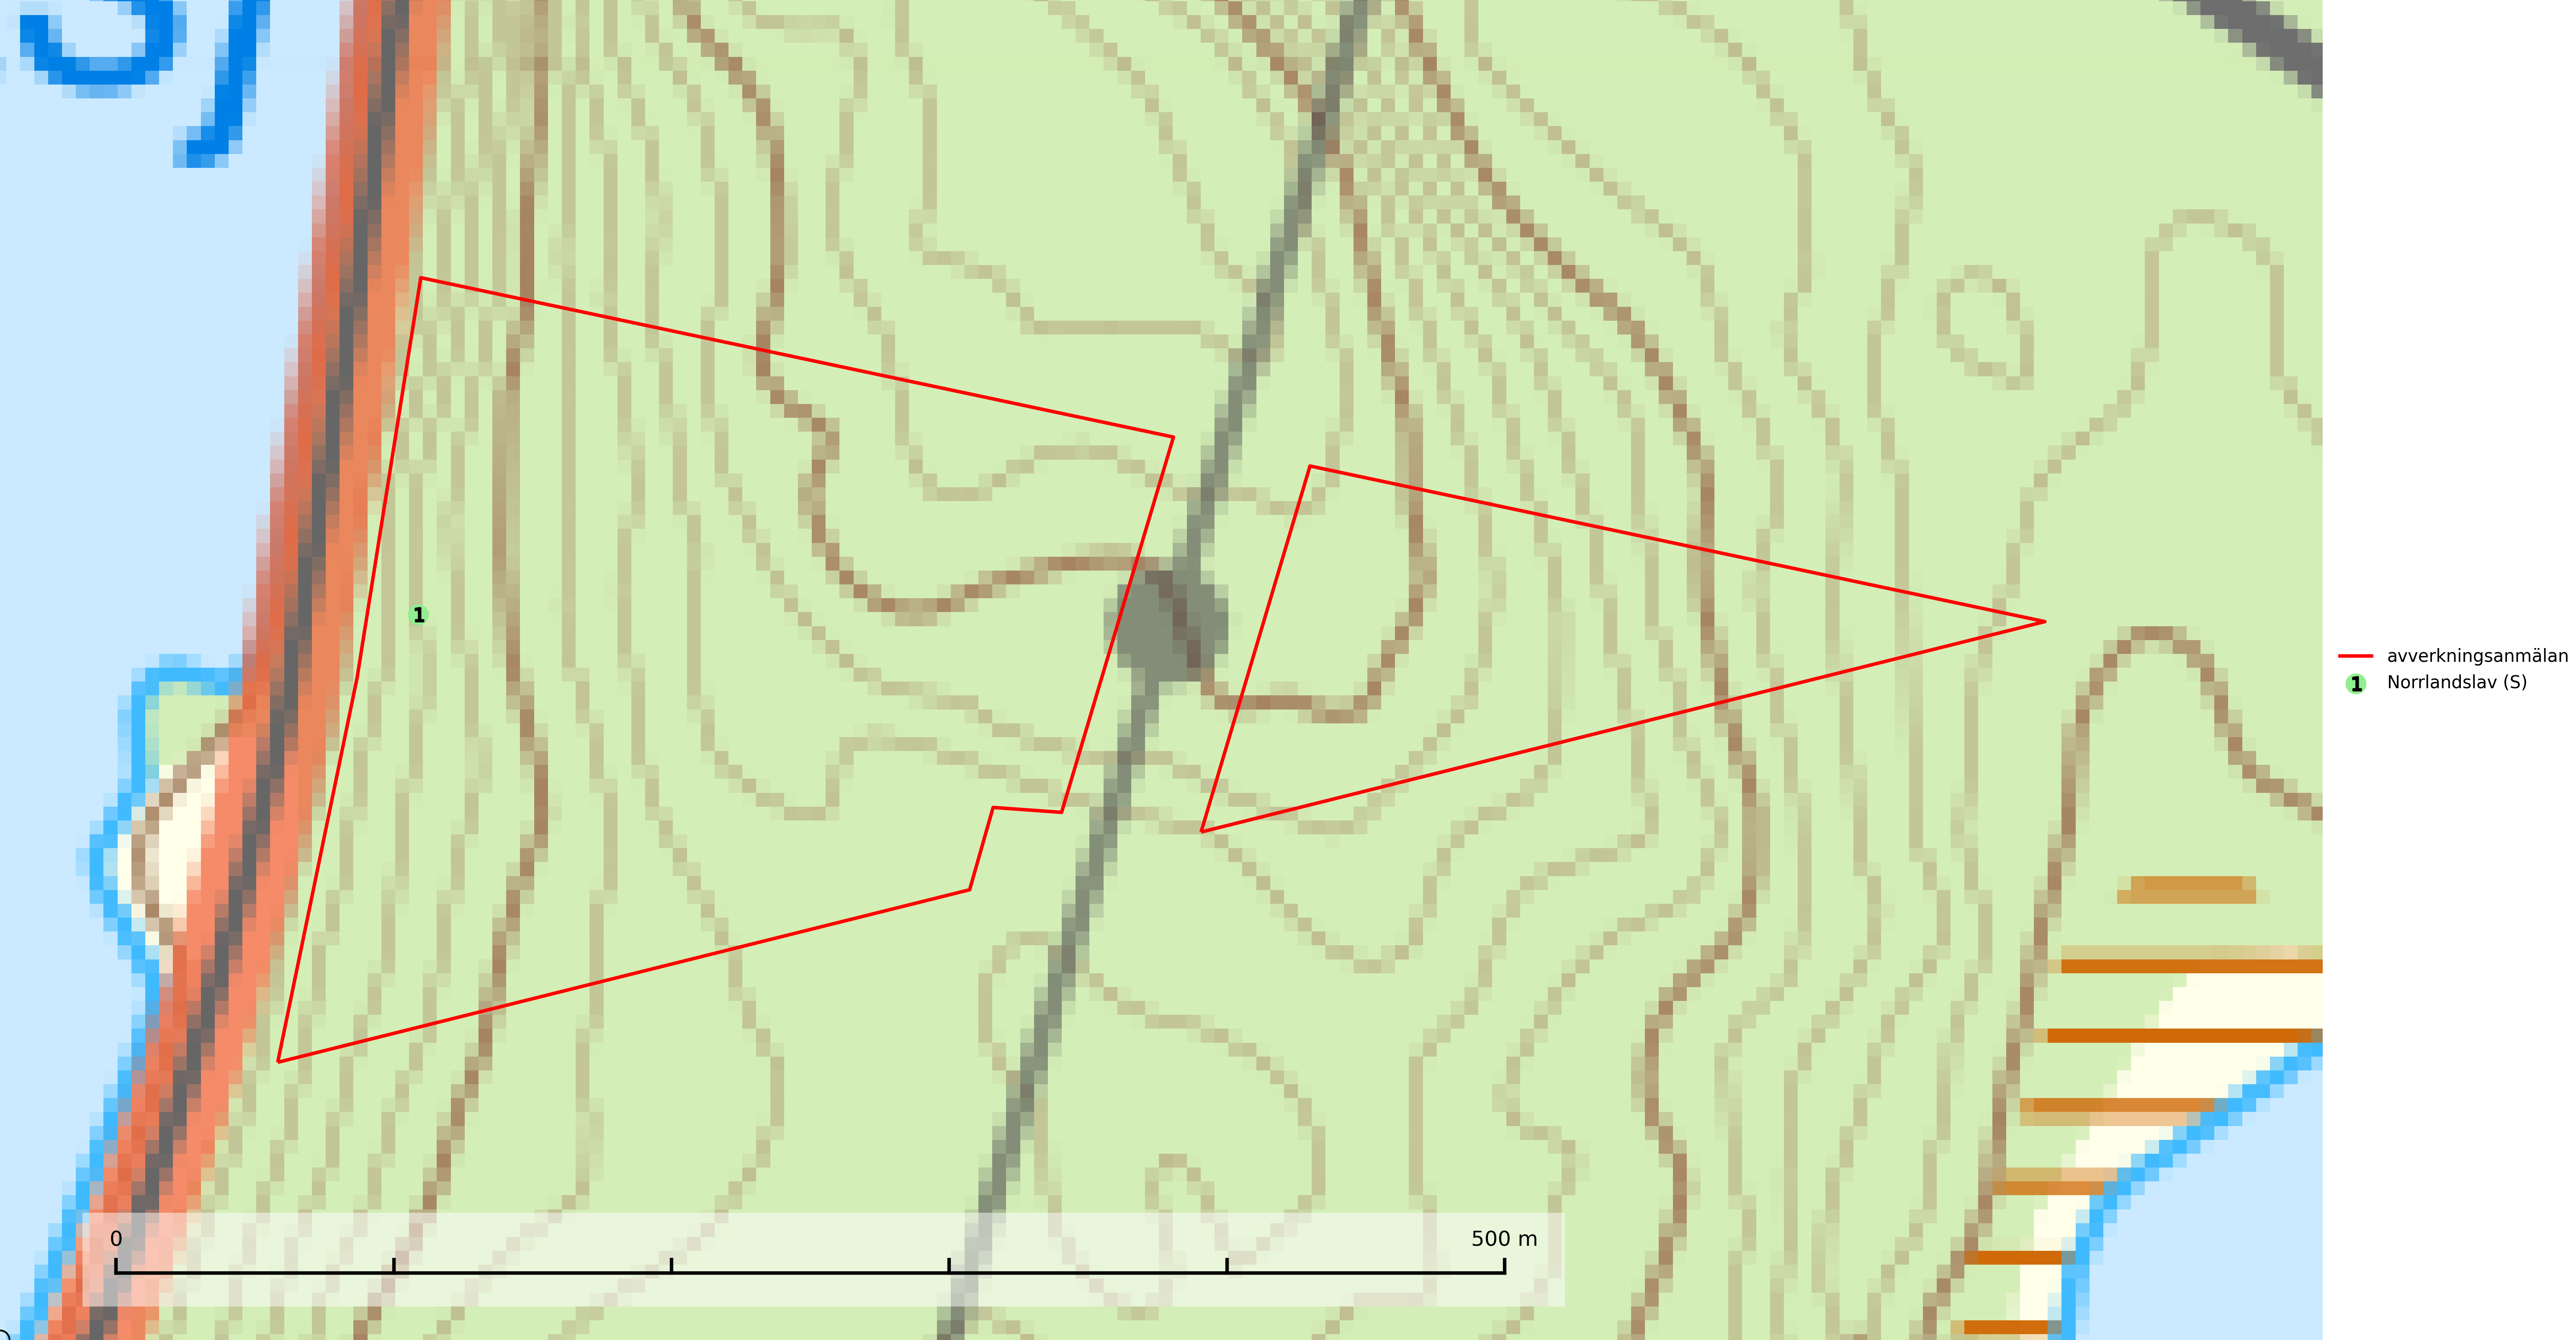 1
0
500 m
avverkningsanmälan
1 Norrlandslav (S)